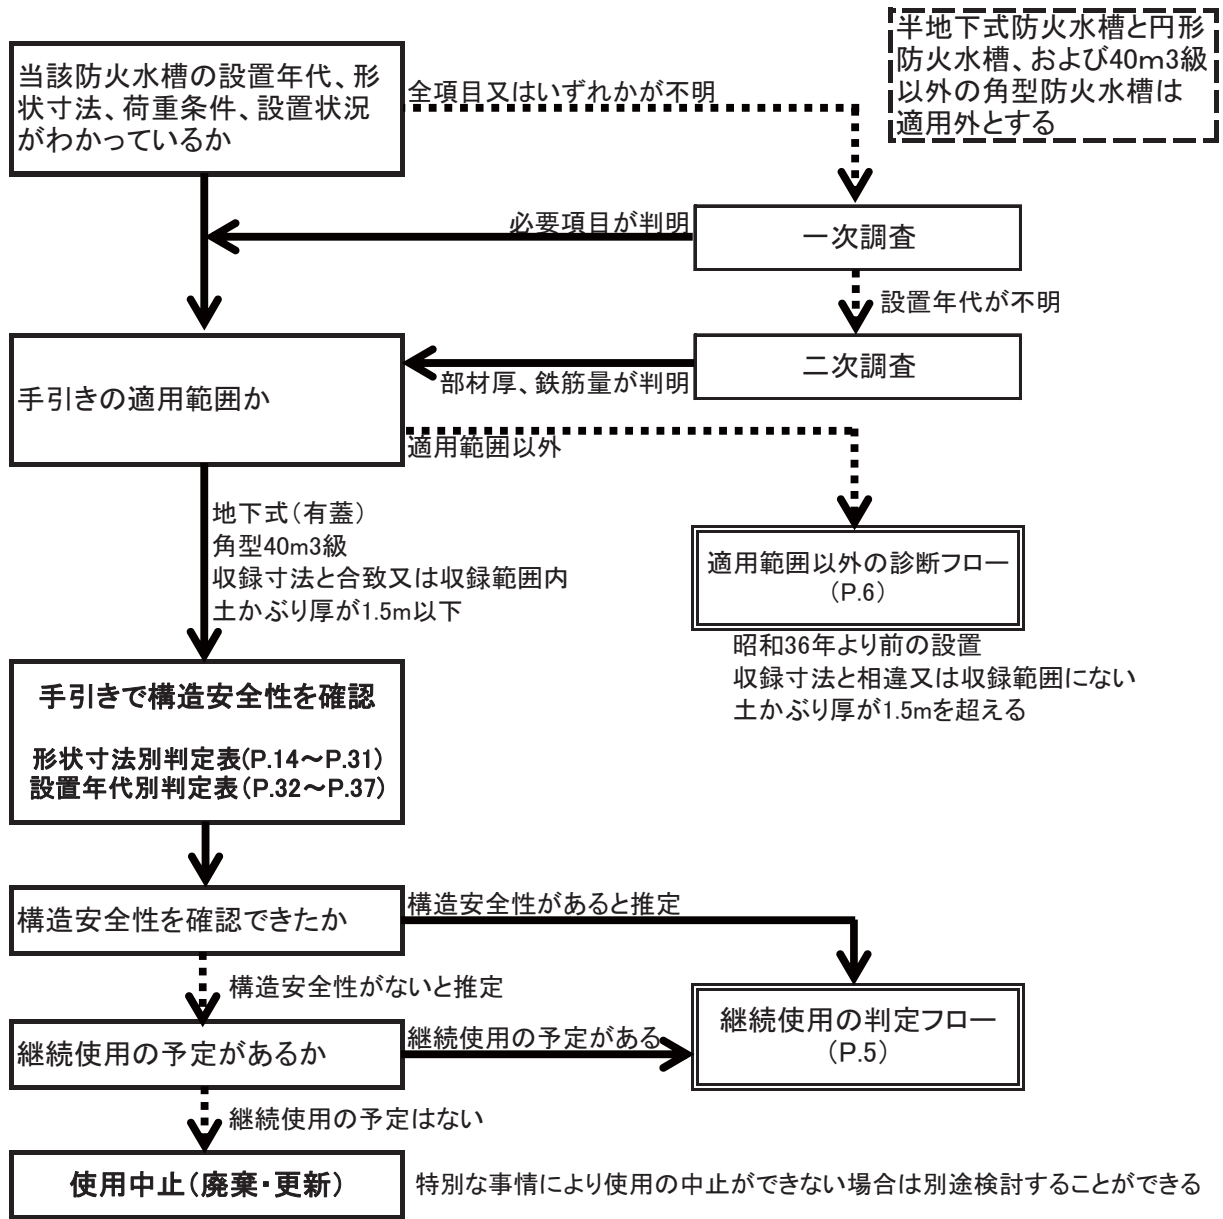 半地下式防火水槽と円形
防火水槽、および40m3級
以外の角型防火水槽は
適用外とする
当該防火水槽の設置年代、形
状寸法、荷重条件、設置状況
がわかっているか
全項目又はいずれかが不明
必要項目が判明
一次調査
設置年代が不明
二次調査
部材厚、鉄筋量が判明
手引きの適用範囲か
適用範囲以外
地下式（有蓋）
角型40m3級
収録寸法と合致又は収録範囲内
土かぶり厚が1.5m以下
適用範囲以外の診断フロー
（P.6）
昭和36年より前の設置
収録寸法と相違又は収録範囲にない
土かぶり厚が1.5mを超える
手引きで構造安全性を確認
形状寸法別判定表(P.14～P.31)
設置年代別判定表（P.32～P.37）
構造安全性を確認できたか
構造安全性があると推定
構造安全性がないと推定
継続使用の予定があるか
継続使用の予定がある
継続使用の判定フロー
（P.5）
継続使用の予定はない
使用中止（廃棄・更新）
特別な事情により使用の中止ができない場合は別途検討することができる